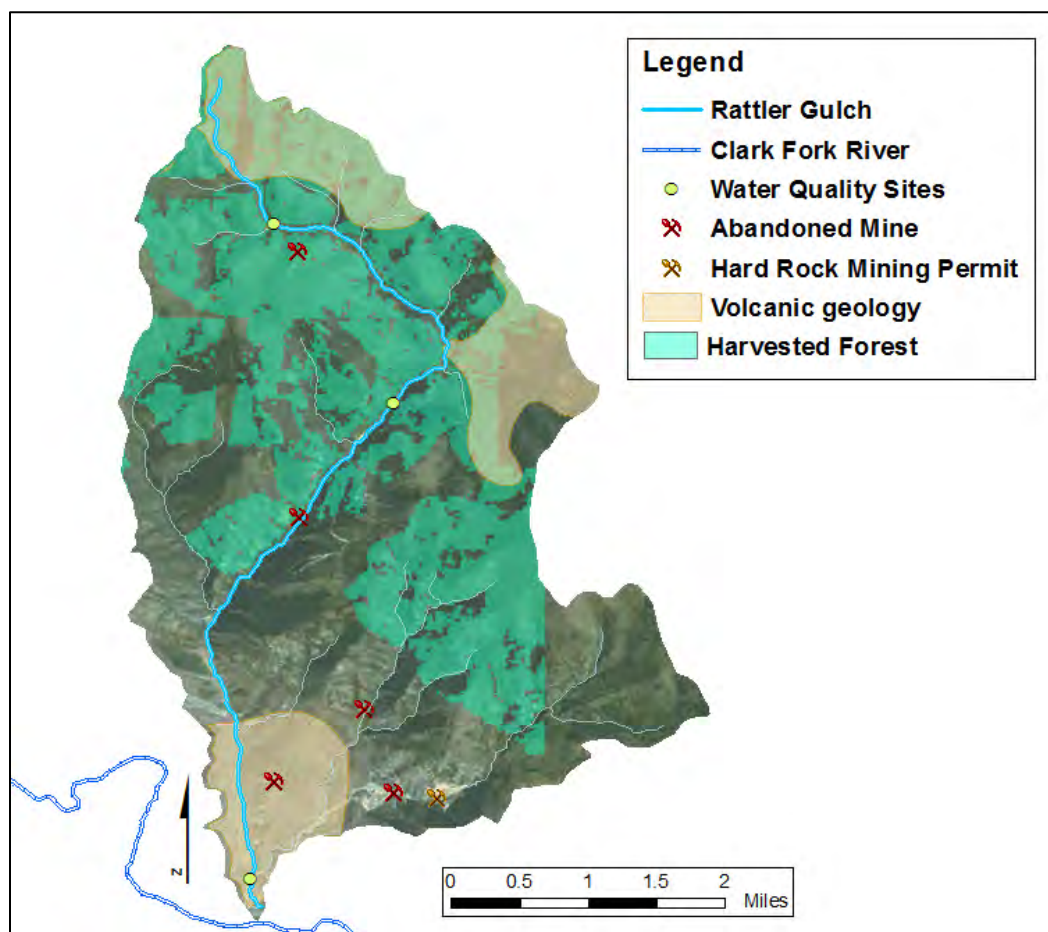 Legend
Rattler Gulch
Clark Fork River
Water Quality Sites
Abandoned Mine
Hard Rock Mining Permit
Volcanic geology
Harvested Forest
N
0 0.5 1 1.5 2
Miles